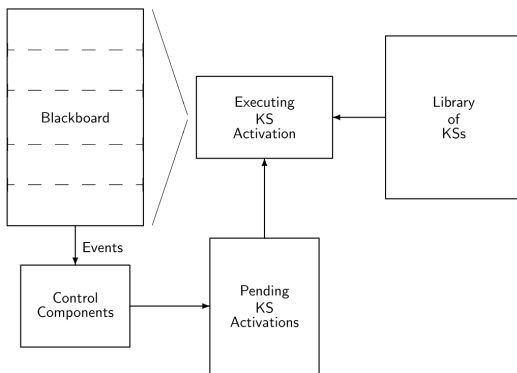 Blackboard
Executing
KS
Activation
Library
of
KSs
Events
Control
Components
Pending
KS
Activations